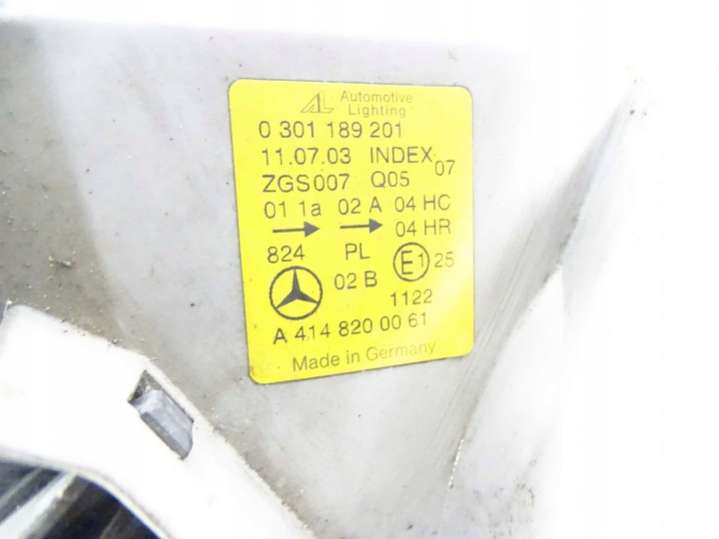 AL Automotive
Lighting
0 301 189 201
11.07.03 INDEX 07
ZGS007 Q05
01 1a 02 A 04 HC
→ → 04 HR
824 PL
02 B E1 25
1122
A 414 820 00 61
Made in Germany